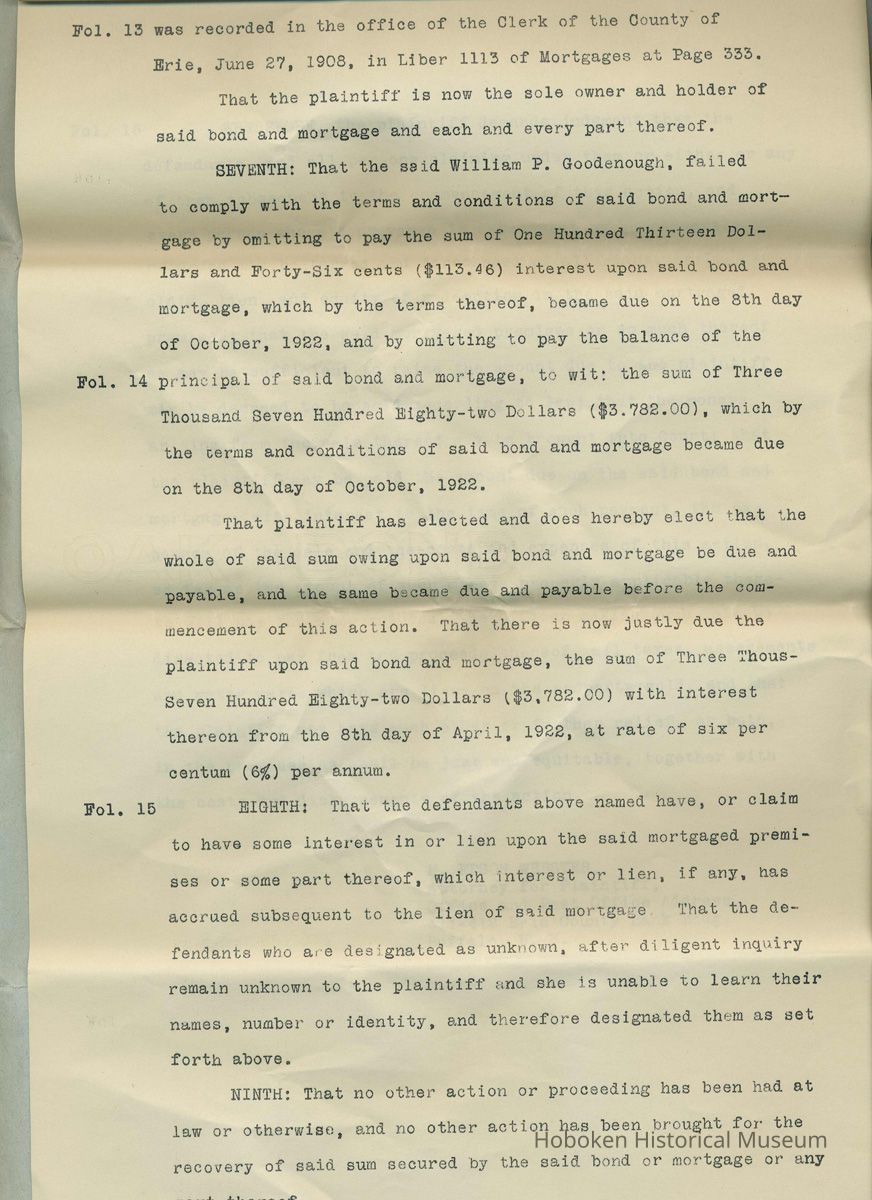 Fol. 13 was recorded in the office of the Clerk of the County of
Erie, June 27, 1908, in Liber 1113 of Mortgages at Page 333.
That the plaintiff is now the sole owner and holder of
said bond and mortgage and each and every part thereof.
SEVENTH: That the said William P. Goodenough, failed
to comply with the terms and conditions of said bond and mort-
gage by omitting to pay the sum of One Hundred Thirteen Dol-
lars and Forty-Six cents ($113.46) interest upon said bond and
mortgage, which by the terms thereof, became due on the 8th day
of October, 1922, and by omitting to pay the balance of the
Fol. 14 principal of said bond and mortgage, to wit: the sum of Three
Thousand Seven Hundred Eighty-two Dollars ($3.782.00), which by
the terms and conditions of said bond and mortgage became due
on the 8th day of October, 1922.
That plaintiff has elected and does hereby elect that the
whole of said sum owing upon said bond and mortgage be due and
payable, and the same became due and payable before the com-
mencement of this action. That there is now justly due the
plaintiff upon said bond and mortgage, the sum of Three Thous-
Seven Hundred Eighty-two Dollars ($3,782.00) with interest
thereon from the 8th day of April, 1922, at rate of six per
centum (6%) per annum.
Fol. 15 EIGHTH: That the defendants above named have, or claim
to have some interest in or lien upon the said mortgaged premi-
ses or some part thereof, which interest or lien, if any, has
accrued subsequent to the lien of said mortgage. That the de-
fendants who are designated as unknown, after diligent inquiry
remain unknown to the plaintiff and she is unable to learn their
names, number or identity, and therefore designated them as set
forth above.
NINTH: That no other action or proceeding has been had at
law or otherwise, and no other action has been brought for the
Hoboken Historical Museum
recovery of said sum secured by the said bond or mortgage or any
part thereof